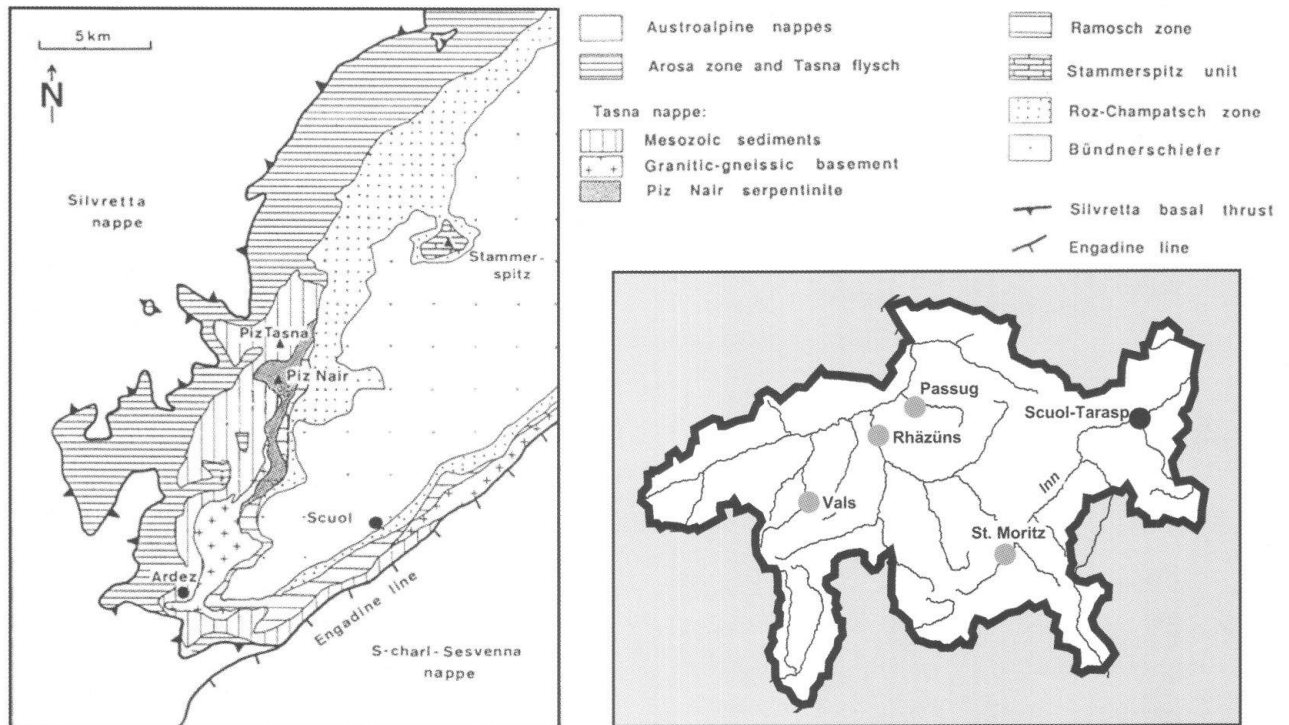 5 km
N
Silvretta
nappe
Stammer-
spitz
Piz Tasna
Piz Nair
Scuol
Ardez
Engadine line
S-charl-Sesvenna
nappe
Austroalpine nappes
Arosa zone and Tasna flysch
Tasna nappe:
Mesozoic sediments
Granitic-gneissic basement
Piz Nair serpentinite
Ramosch zone
Stammerspitz unit
Roz-Champatsch zone
Bündnerschiefer
Silvretta basal thrust
Engadine line
Passug
Scuol-Tarasp
Rhäzüns
Inn
Vals
St. Moritz